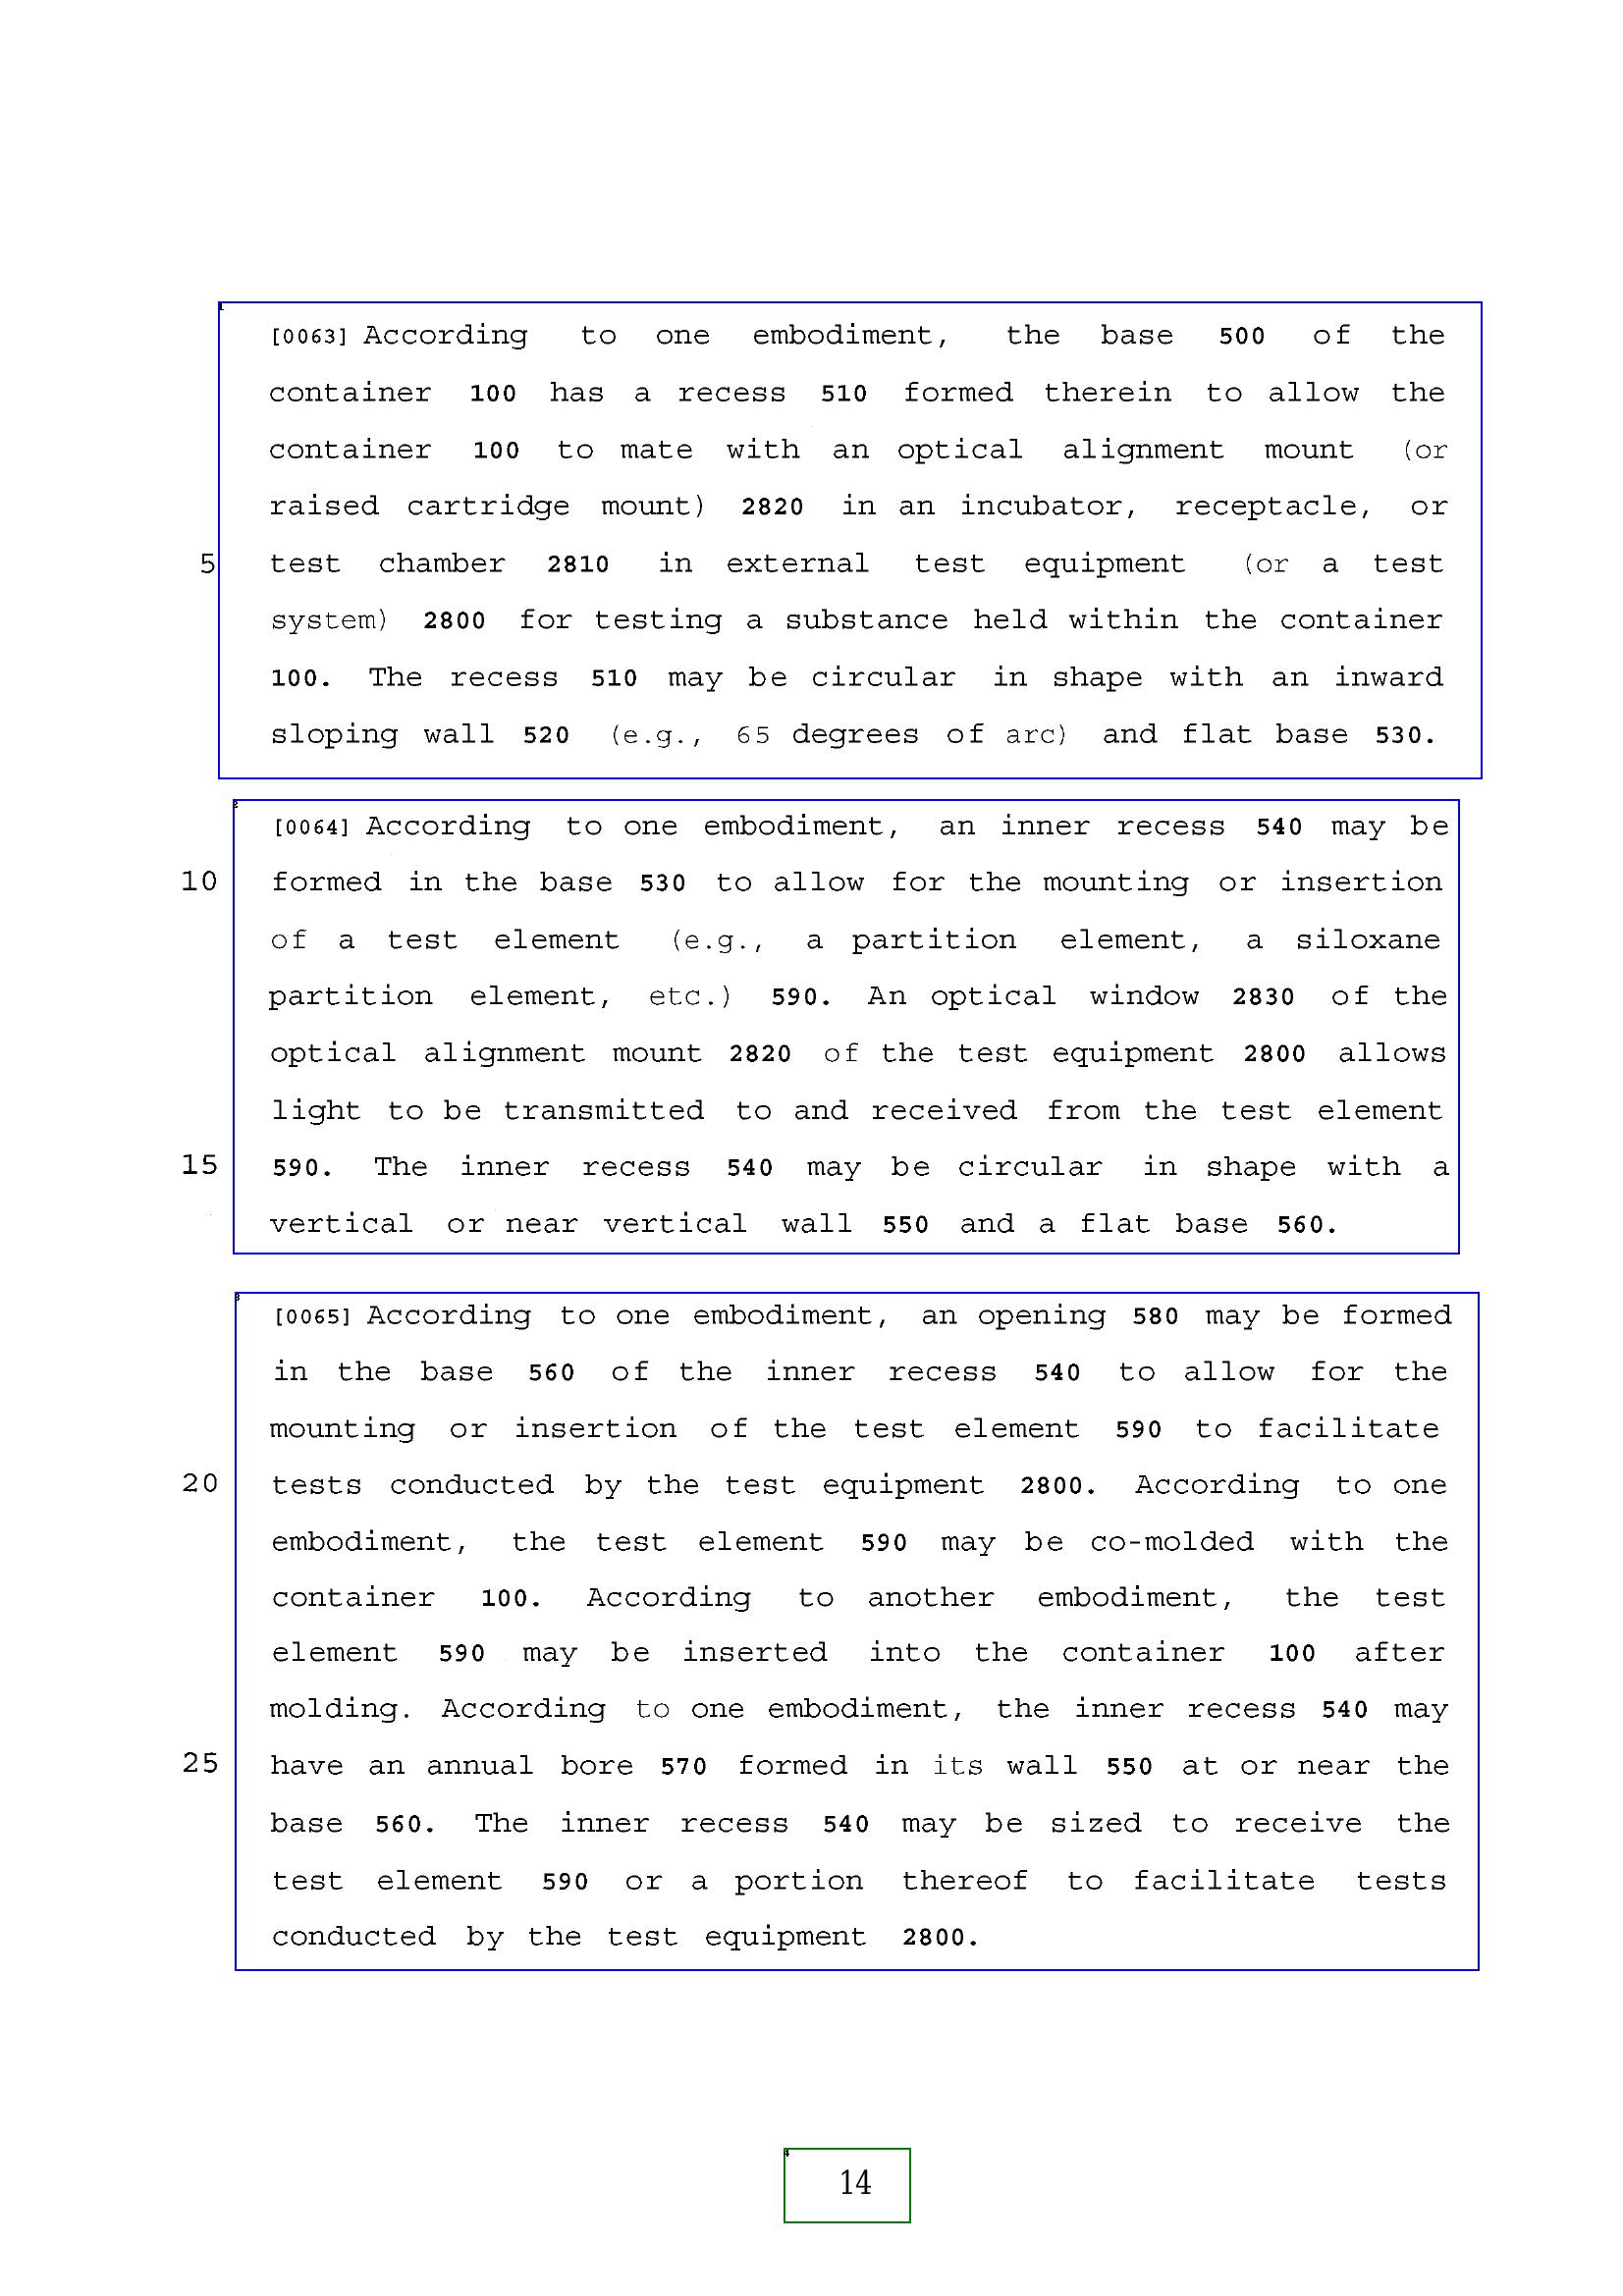 [0063] According to one embodiment, the base 500 of the
container 100 has a recess 510 formed therein to allow the
container 100 to mate with an optical alignment mount (or
raised cartridge mount) 2820 in an incubator, receptacle, or
5 test chamber 2810 in external test equipment (or a test
system) 2800 for testing a substance held within the container
100. The recess 510 may be circular in shape with an inward
sloping wall 520 (e.g., 65 degrees of arc) and flat base 530.
[0064] According to one embodiment, an inner recess 540 may be
10 formed in the base 530 to allow for the mounting or insertion
of a test element (e.g., a partition element, a siloxane
partition element, etc.) 590. An optical window 2830 of the
optical alignment mount 2820 of the test equipment 2800 allows
light to be transmitted to and received from the test element
15 590. The inner recess 540 may be circular in shape with a
vertical or near vertical wall 550 and a flat base 560.
[0065] According to one embodiment, an opening 580 may be formed
in the base 560 of the inner recess 540 to allow for the
mounting or insertion of the test element 590 to facilitate
20 tests conducted by the test equipment 2800. According to one
embodiment, the test element 590 may be co-molded with the
container 100. According to another embodiment, the test
element 590 may be inserted into the container 100 after
molding. According to one embodiment, the inner recess 540 may
25 have an annual bore 570 formed in its wall 550 at or near the
base 560. The inner recess 540 may be sized to receive the
test element 590 or a portion thereof to facilitate tests
conducted by the test equipment 2800.
14